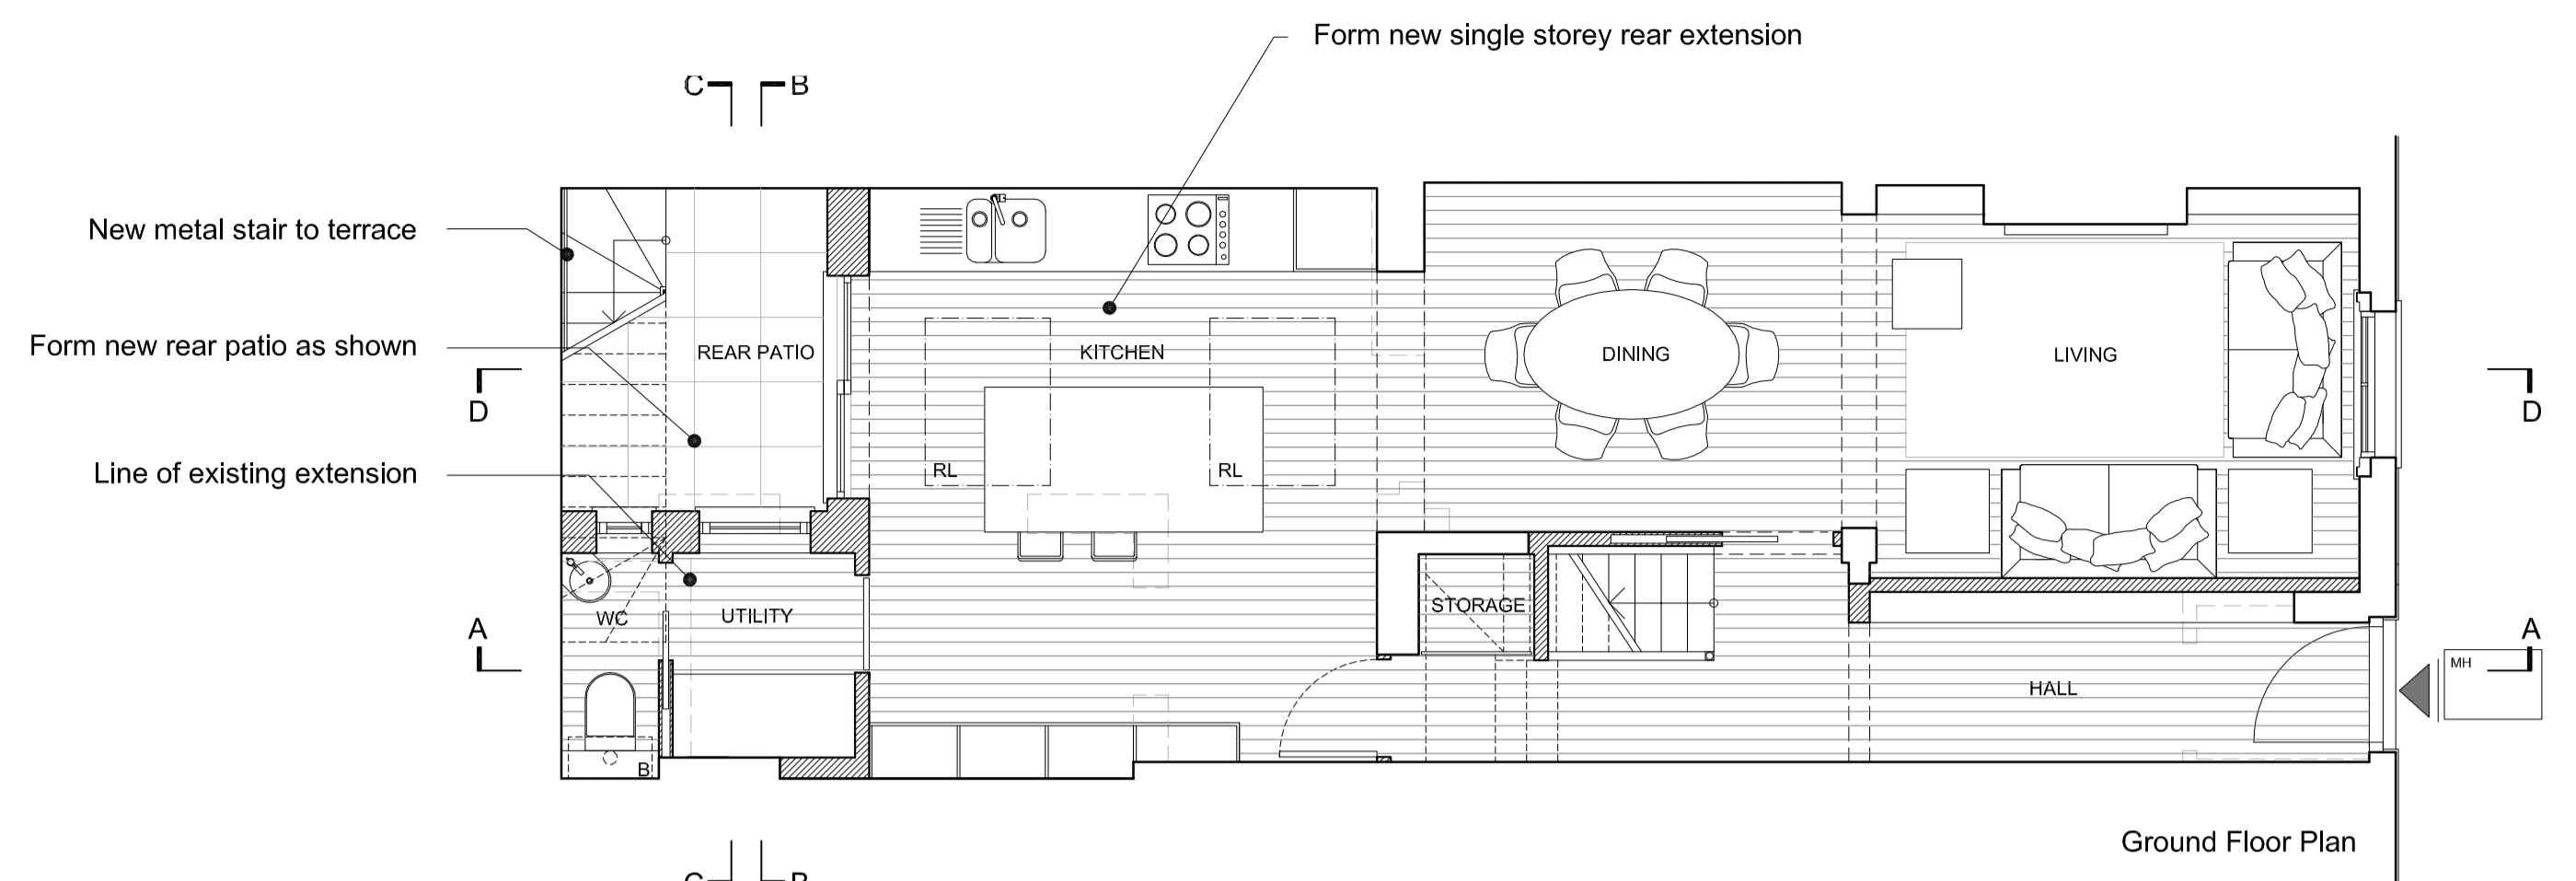 Form new single storey rear extension
C B
New metal stair to terrace
Form new rear patio as shown
REAR PATIO
KITCHEN
DINING
LIVING
D
D
Line of existing extension
RL
RL
STORAGE
WC
UTILITY
A
A
MH
HALL
B
Ground Floor Plan
C B